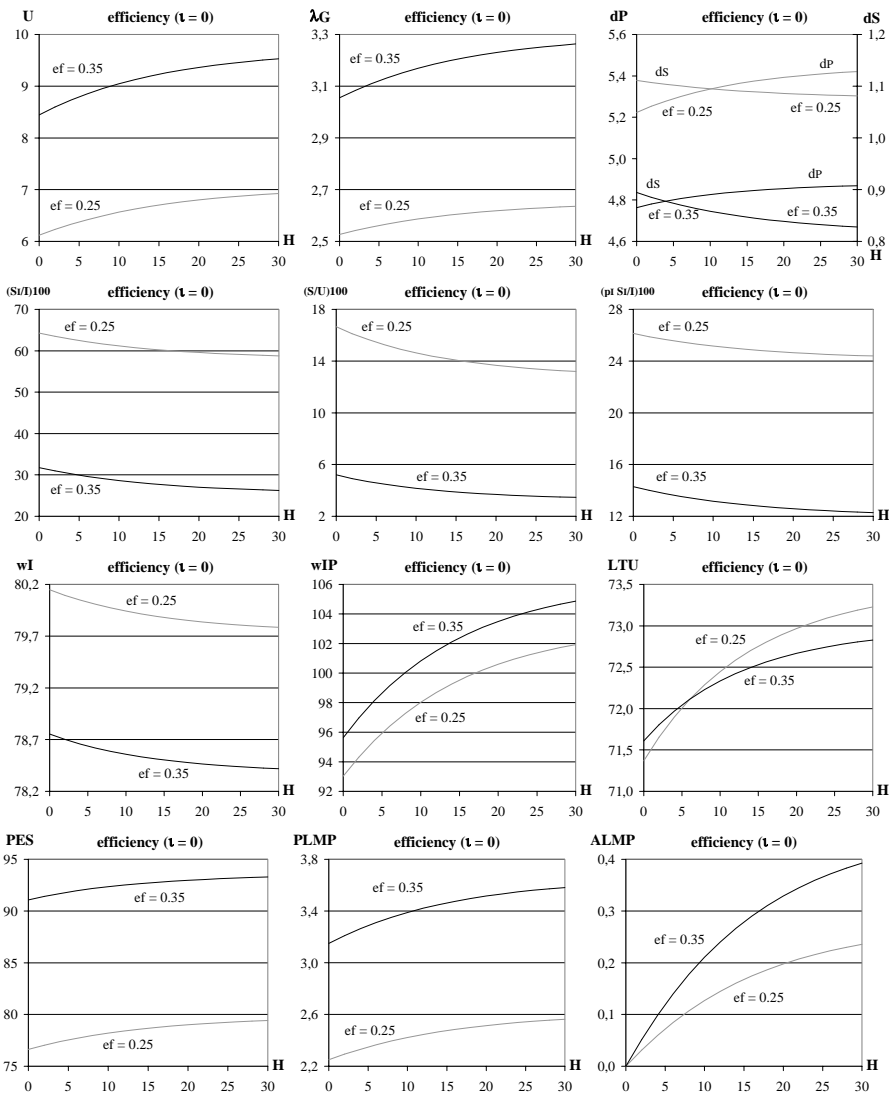 U efficiency (ι = 0)
10
9
8
7
6
ef = 0.35
ef = 0.25
H
0 5 10 15 20 25 30
λG efficiency (ι = 0)
3,3
3,1
2,9
2,7
2,5
ef = 0.35
ef = 0.25
H
0 5 10 15 20 25 30
dP efficiency (ι = 0) dS
5,6 1,2
5,4 1,1
5,2
5,0 1,0
4,8 0,9
4,6 0,8
dS dP
ef = 0.25 ef = 0.25
dS dP
ef = 0.35 ef = 0.35
H
0 5 10 15 20 25 30
(St/I)100 efficiency (ι = 0)
70
60
50
40
30
20
ef = 0.25
ef = 0.35
H
0 5 10 15 20 25 30
(S/U)100 efficiency (ι = 0)
18
14
10
6
2
ef = 0.25
ef = 0.35
H
0 5 10 15 20 25 30
(pt St/I)100 efficiency (ι = 0)
28
24
20
16
12
ef = 0.25
ef = 0.35
H
0 5 10 15 20 25 30
wI efficiency (ι = 0)
80,2
79,7
79,2
78,7
78,2
ef = 0.25
ef = 0.35
H
0 5 10 15 20 25 30
wIP efficiency (ι = 0)
106
104
102
100
98
96
94
92
ef = 0.35
ef = 0.25
H
0 5 10 15 20 25 30
LTU efficiency (ι = 0)
73,5
73,0
72,5
72,0
71,5
71,0
ef = 0.25
ef = 0.35
H
0 5 10 15 20 25 30
PES efficiency (ι = 0)
95
90
85
80
75
ef = 0.35
ef = 0.25
H
0 5 10 15 20 25 30
PLMP efficiency (ι = 0)
3,8
3,4
3,0
2,6
2,2
ef = 0.35
ef = 0.25
H
0 5 10 15 20 25 30
ALMP efficiency (ι = 0)
0,4
0,3
0,2
0,1
0,0
ef = 0.35
ef = 0.25
H
0 5 10 15 20 25 30